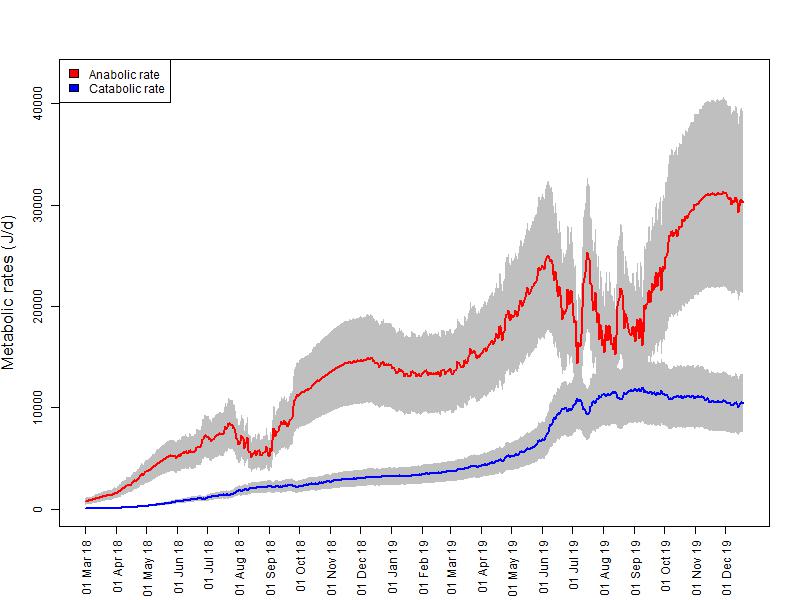 Anabolic rate
Catabolic rate
Metabolic rates (J/d)
40000
30000
20000
10000
0
01 Mar 18
01 Apr 18
01 May 18
01 Jun 18
01 Jul 18
01 Aug 18
01 Sep 18
01 Oct 18
01 Nov 18
01 Dec 18
01 Jan 19
01 Feb 19
01 Mar 19
01 Apr 19
01 May 19
01 Jun 19
01 Jul 19
01 Aug 19
01 Sep 19
01 Oct 19
01 Nov 19
01 Dec 19